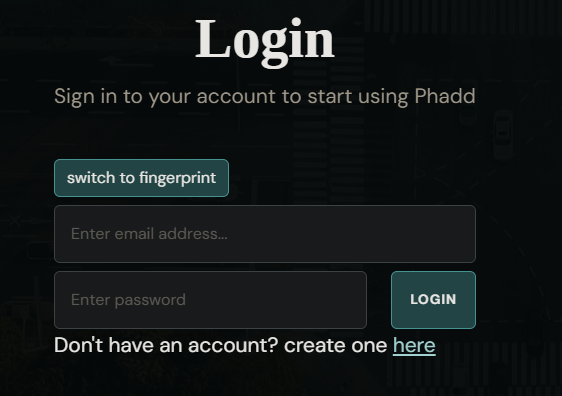 Login
Sign in to your account to start using Phadd
switch to fingerprint
Enter email address...
Enter password
LOGIN
Don't have an account? create one here